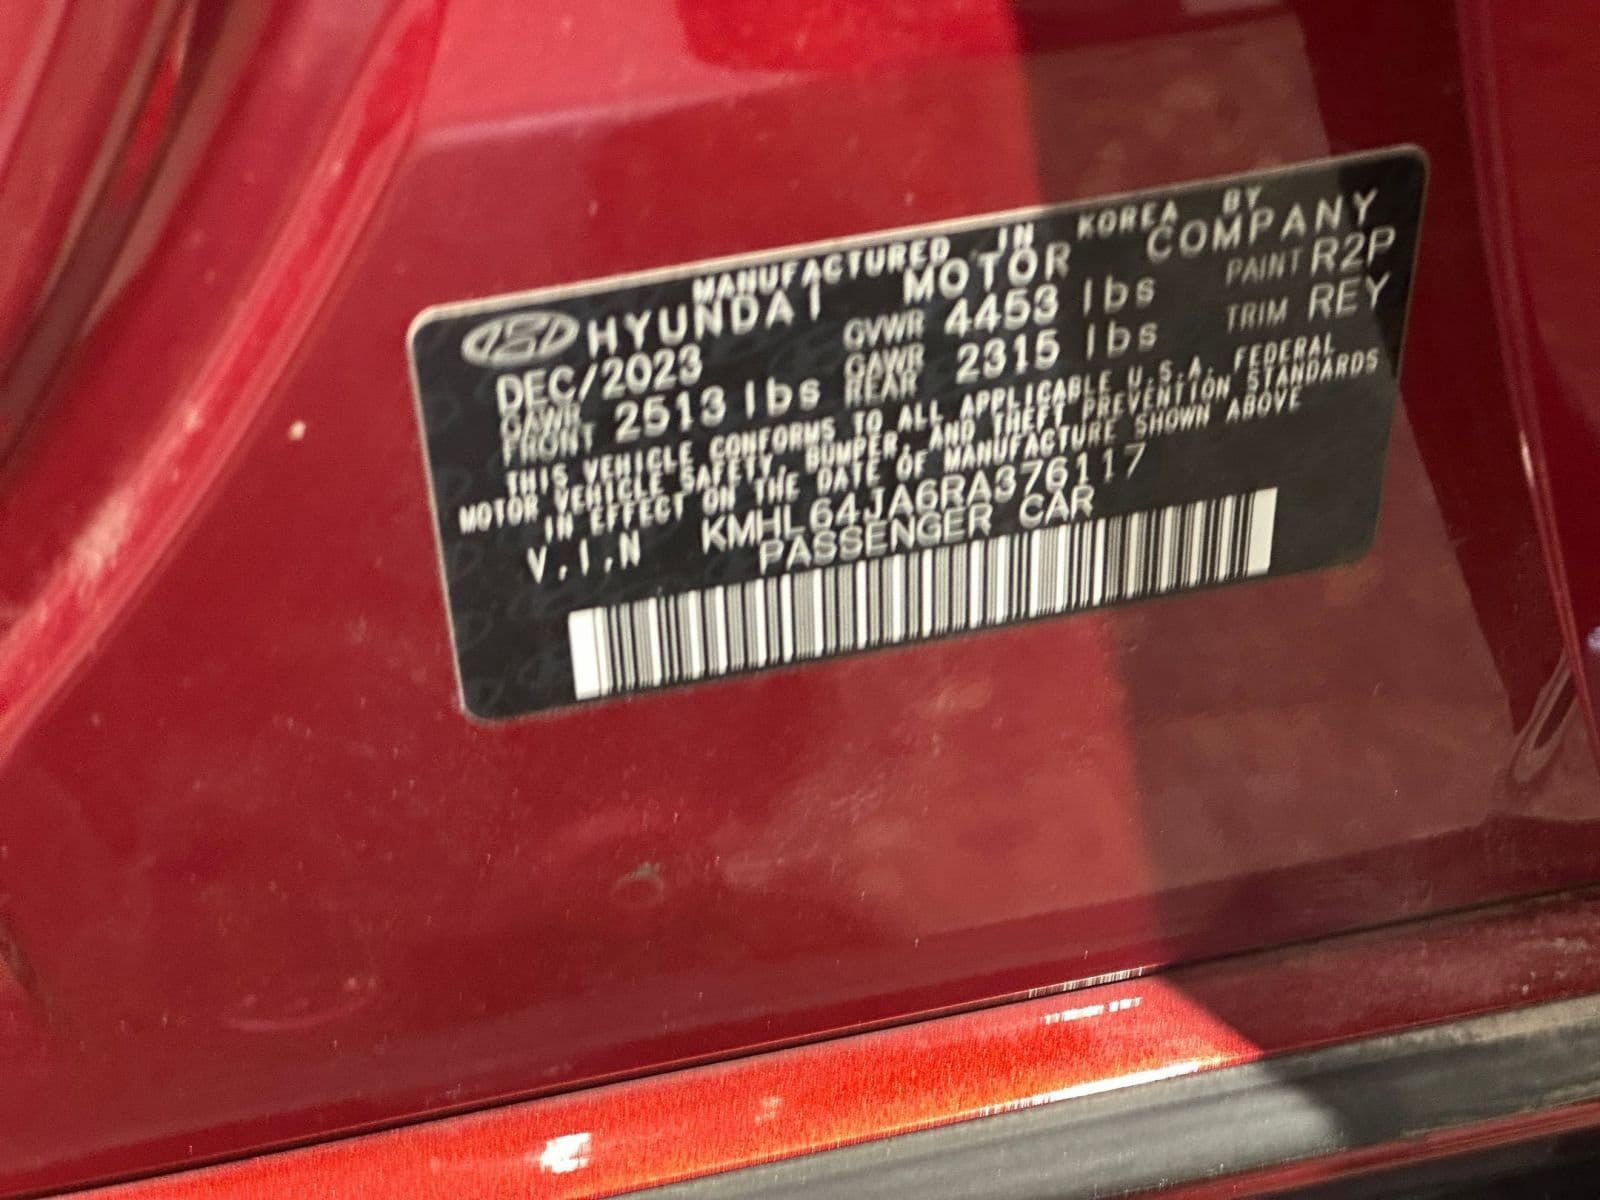 MANUFACTURED IN KOREA BY
HYUNDAI MOTOR COMPANY
DEC/2023 GVWR 4453 lbs PAINT R2P
GAWR FRONT 2513 lbs GAWR REAR 2315 lbs TRIM REY
THIS VEHICLE CONFORMS TO ALL APPLICABLE U.S.A. FEDERAL
MOTOR VEHICLE SAFETY, BUMPER, AND THEFT PREVENTION STANDARDS
IN EFFECT ON THE DATE OF MANUFACTURE SHOWN ABOVE
V.I.N KMHL64JA6RA376117
PASSENGER CAR